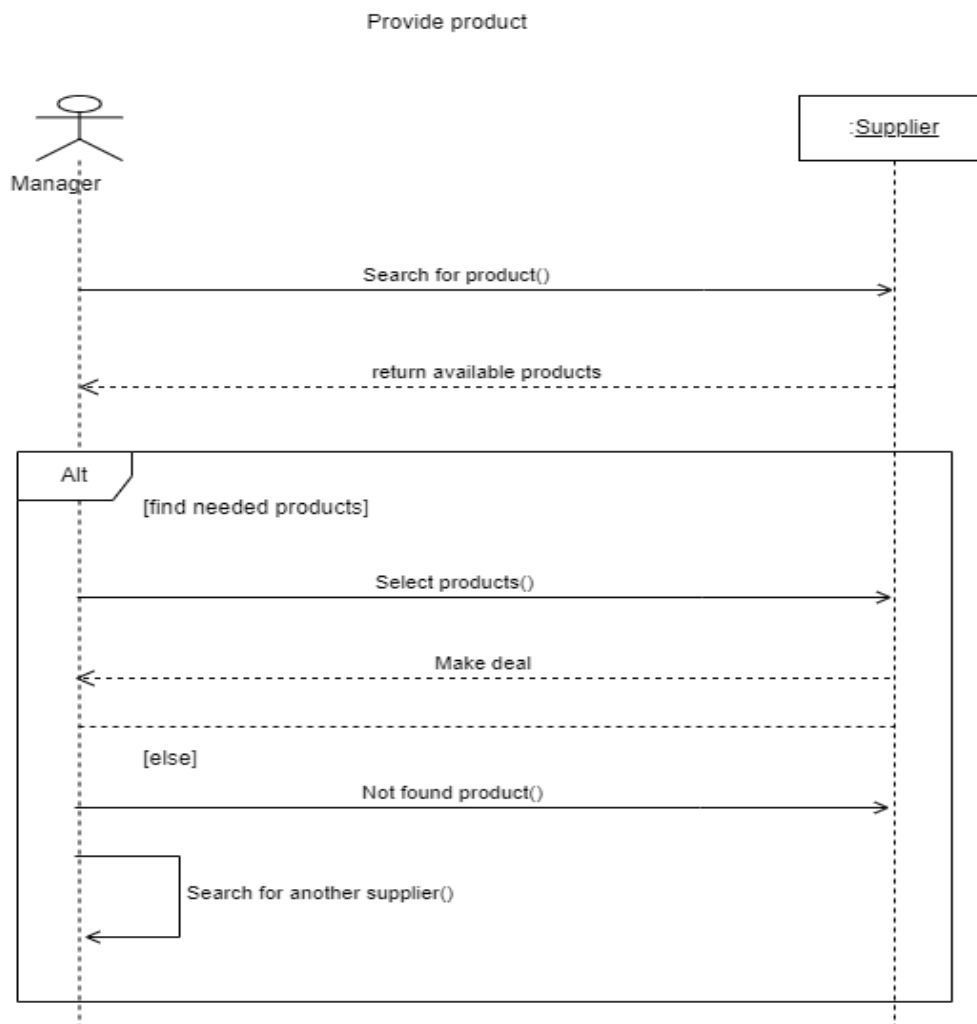 Provide product
:Supplier
Manager
Search for product()
return available products
Alt
[find needed products]
Select products()
Make deal
[else]
Not found product()
Search for another supplier()